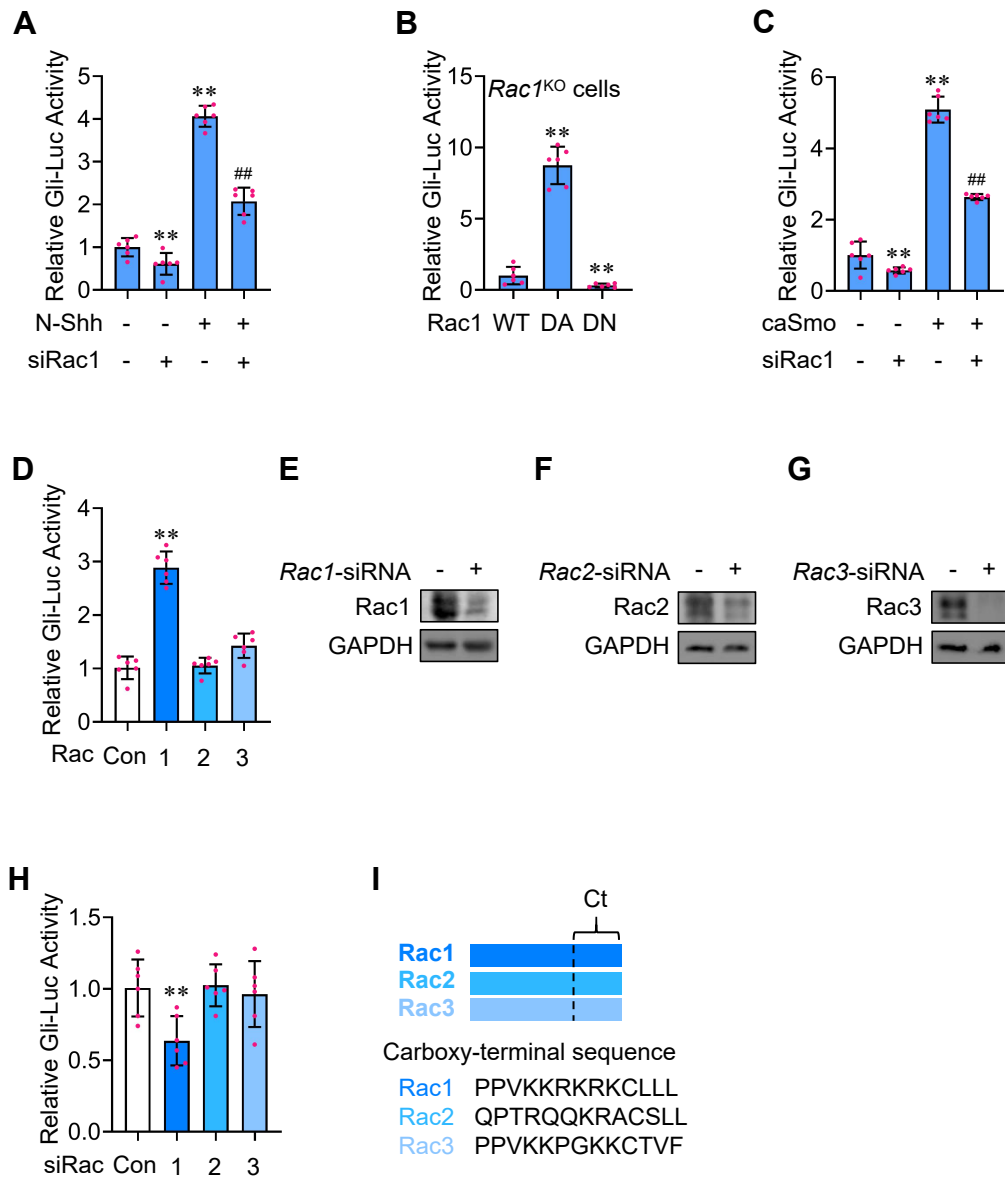 A
Relative Gli-Luc Activity
5
4
3
2
1
0
**
**
##
N-Shh - - + +
siRac1 - + - +
B
Relative Gli-Luc Activity
15
10
5
0
Rac1KO cells
**
**
Rac1 WT DA DN
C
Relative Gli-Luc Activity
6
4
2
0
**
**
##
caSmo - - + +
siRac1 - + - +
D
Relative Gli-Luc Activity
4
3
2
1
0
**
Rac Con 1 2 3
E
Rac1-siRNA - +
Rac1
GAPDH
F
Rac2-siRNA - +
Rac2
GAPDH
G
Rac3-siRNA - +
Rac3
GAPDH
H
Relative Gli-Luc Activity
1.5
1.0
0.5
0.0
**
siRac Con 1 2 3
I
Ct
Rac1
Rac2
Rac3
Carboxy-terminal sequence
Rac1 PPVKKRKRKCLLL
Rac2 QPTRQQKRACSLL
Rac3 PPVKKPGKKCTVF